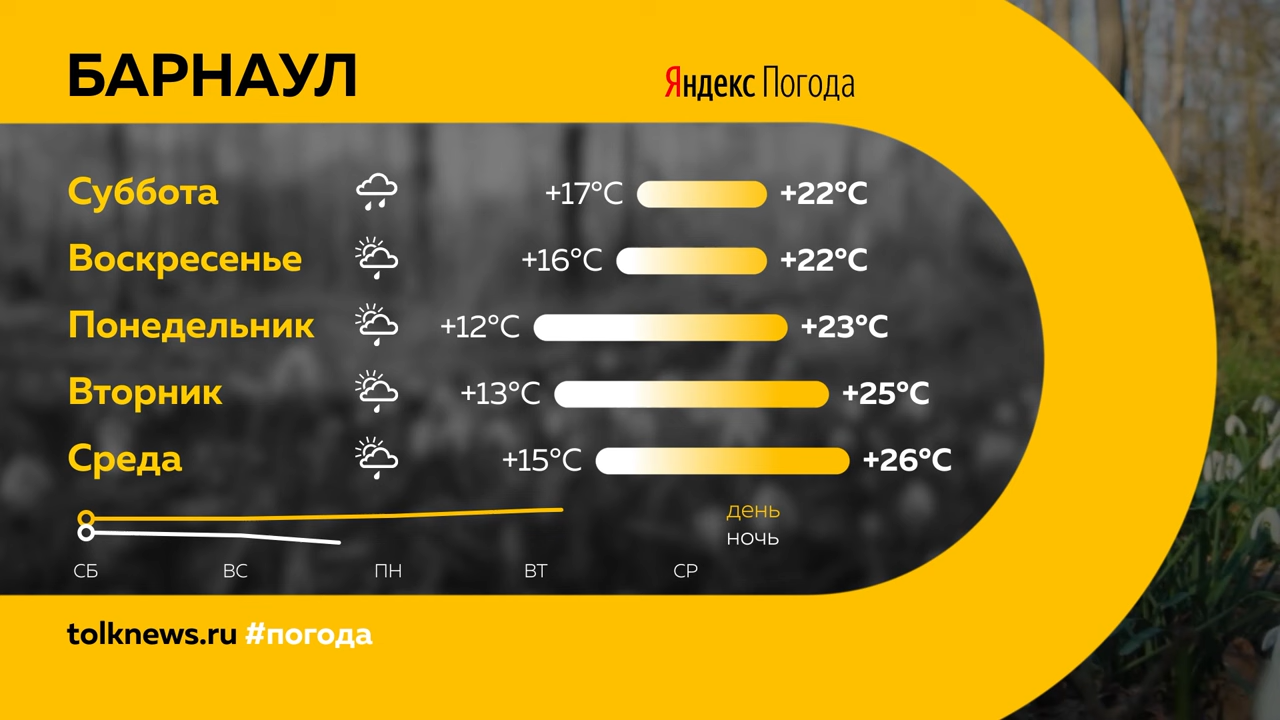 БАРНАУЛ
Яндекс Погода
Суббота +17°C +22°C
Воскресенье +16°C +22°C
Понедельник +12°C +23°C
Вторник +13°C +25°C
Среда +15°C +26°C
день
ночь
СБ ВС ПН ВТ СР
tolknews.ru #погода